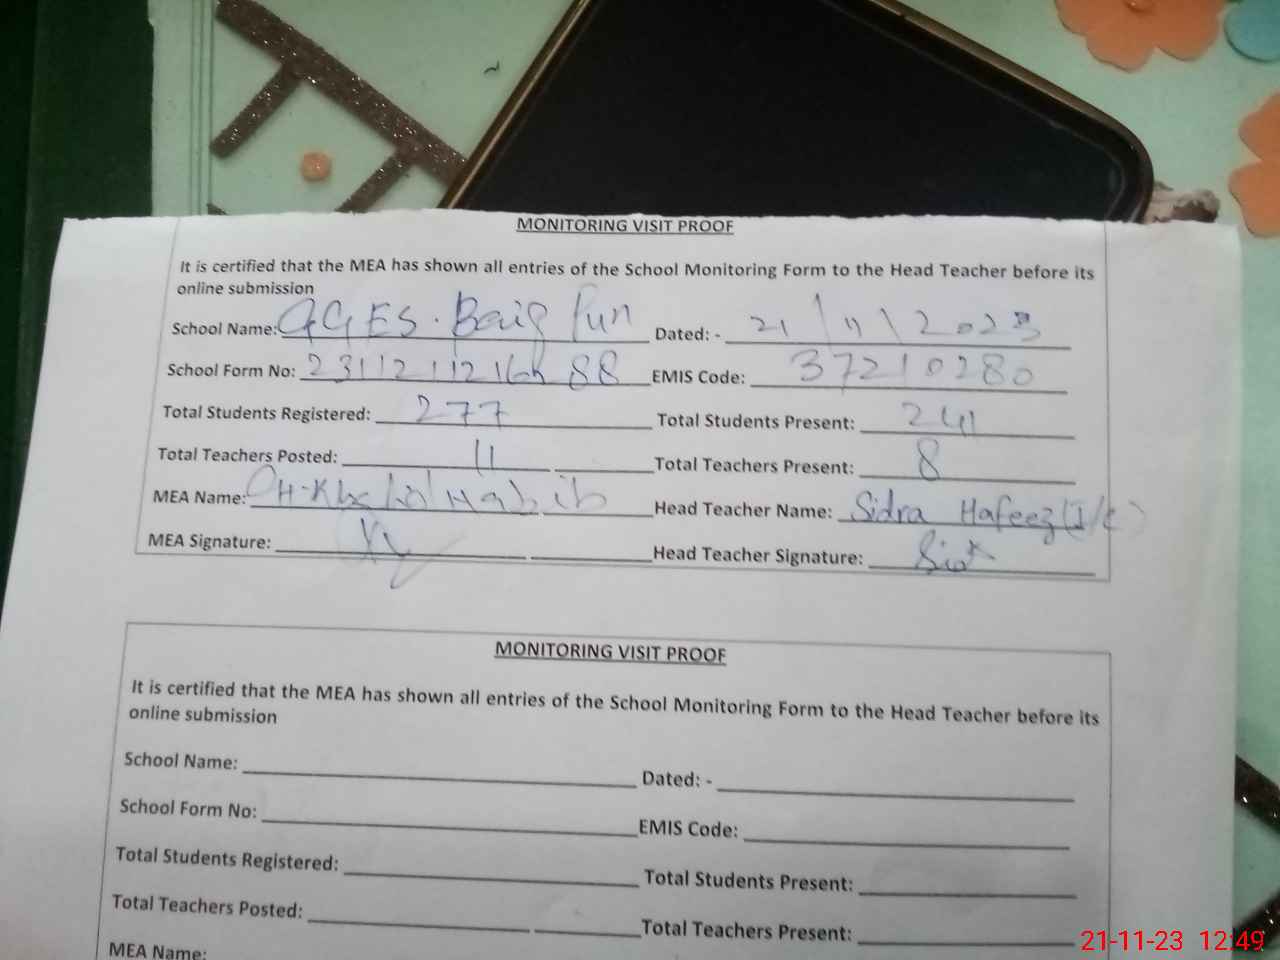 MONITORING VISIT PROOF
It is certified that the MEA has shown all entries of the School Monitoring Form to the Head Teacher before its
online submission
School Name: GGES. Baig Pur Dated: - 21/11/2023
School Form No: EMIS Code: 37210280
Total Students Registered: 277 Total Students Present: 241
Total Teachers Posted: 11 Total Teachers Present: 8
MEA Name: CH-Khalid Habib Head Teacher Name: Sidra Hafeez (I/C)
MEA Signature: Head Teacher Signature:
MONITORING VISIT PROOF
It is certified that the MEA has shown all entries of the School Monitoring Form to the Head Teacher before its
online submission
School Name: Dated: -
School Form No: EMIS Code:
Total Students Registered: Total Students Present:
Total Teachers Posted: Total Teachers Present:
MEA Name:
21-11-23 12:49